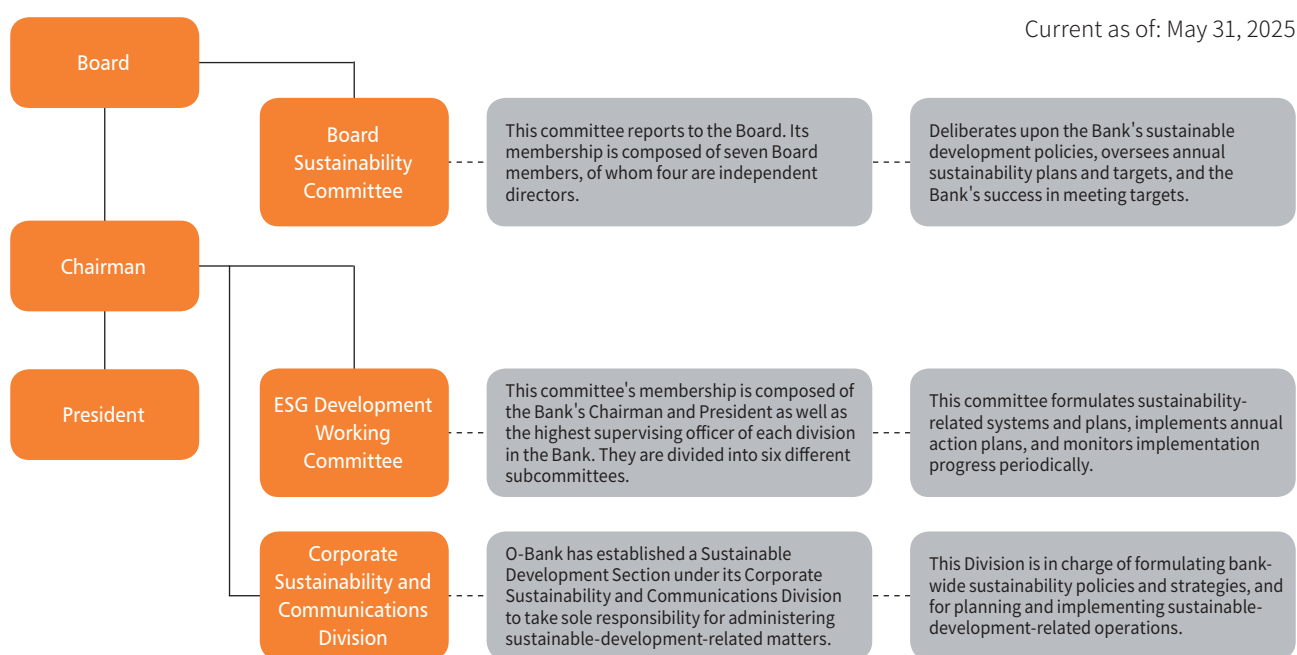 Current as of: May 31, 2025
Board
Board
Sustainability
Committee
This committee reports to the Board. Its
membership is composed of seven Board
members, of whom four are independent
directors.
Deliberates upon the Bank's sustainable
development policies, oversees annual
sustainability plans and targets, and the
Bank's success in meeting targets.
Chairman
President
ESG Development
Working
Committee
This committee's membership is composed of
the Bank's Chairman and President as well as
the highest supervising officer of each division
in the Bank. They are divided into six different
subcommittees.
This committee formulates sustainability-
related systems and plans, implements annual
action plans, and monitors implementation
progress periodically.
Corporate
Sustainability and
Communications
Division
O-Bank has established a Sustainable
Development Section under its Corporate
Sustainability and Communications Division
to take sole responsibility for administering
sustainable-development-related matters.
This Division is in charge of formulating bank-
wide sustainability policies and strategies, and
for planning and implementing sustainable-
development-related operations.